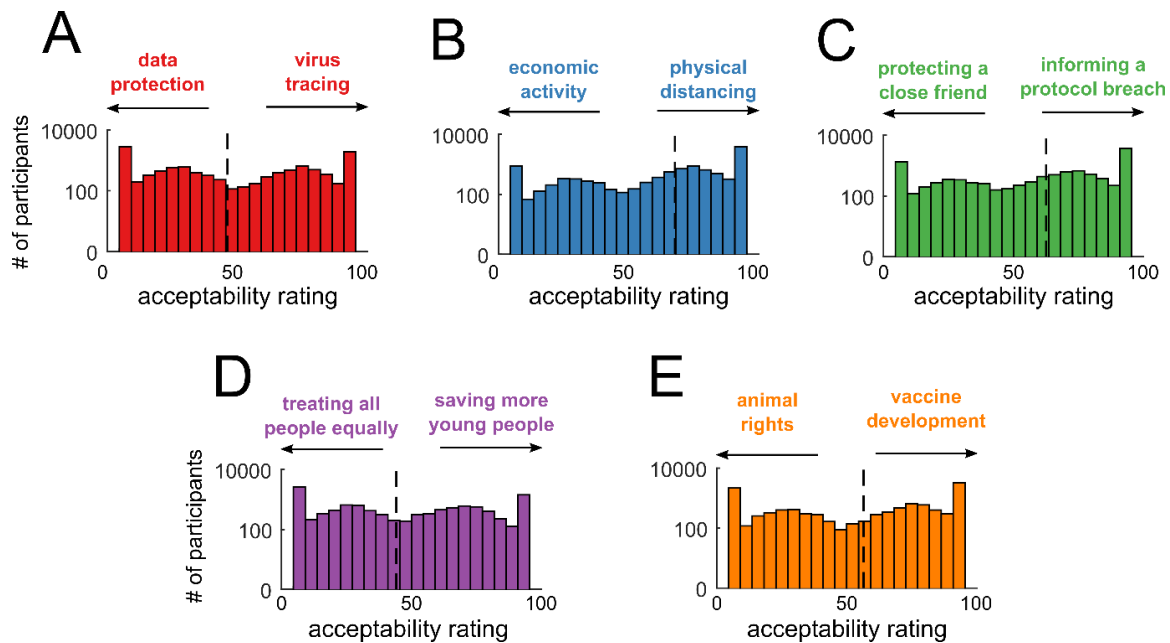 A
data
protection
virus
tracing
10000
100
0
# of participants
0
50
100
acceptability rating
B
economic
activity
physical
distancing
10000
100
0
0
50
100
acceptability rating
C
protecting a
close friend
informing a
protocol breach
10000
100
0
0
50
100
acceptability rating
D
treating all
people equally
saving more
young people
10000
100
0
# of participants
0
50
100
acceptability rating
E
animal
rights
vaccine
development
10000
100
0
0
50
100
acceptability rating